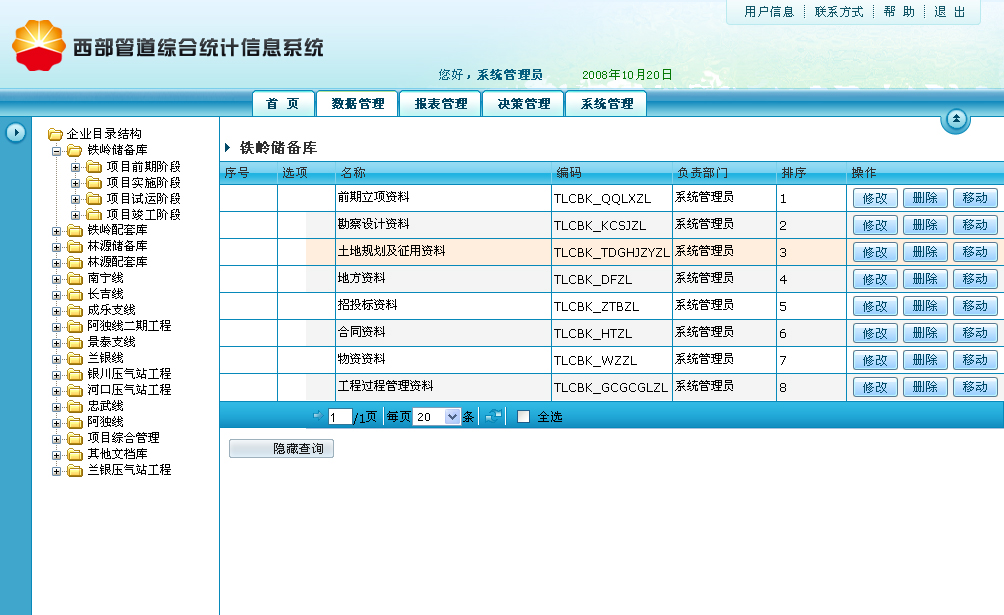 用户信息 联系方式 帮 助 退 出
西部管道综合统计信息系统
您好，系统管理员 2008年10月20日
首 页 数据管理 报表管理 决策管理 系统管理
企业目录结构
铁岭储备库
项目前期阶段
项目实施阶段
项目试运阶段
项目竣工阶段
铁岭配套库
林源储备库
林源配套库
南宁线
长吉线
成乐支线
阿独线二期工程
景泰支线
兰银线
银川压气站工程
河口压气站工程
忠武线
阿独线
项目综合管理
其他文档库
兰银压气站工程
铁岭储备库
序号 选项 名称 编码 负责部门 排序 操作
前期立项资料 TLCBK_QQLXZL 系统管理员 1 修改 删除 移动
勘察设计资料 TLCBK_KCSJZL 系统管理员 2 修改 删除 移动
土地规划及征用资料 TLCBK_TDGHJZYZL 系统管理员 3 修改 删除 移动
地方资料 TLCBK_DFZL 系统管理员 4 修改 删除 移动
招投标资料 TLCBK_ZTBZL 系统管理员 5 修改 删除 移动
合同资料 TLCBK_HTZL 系统管理员 6 修改 删除 移动
物资资料 TLCBK_WZZL 系统管理员 7 修改 删除 移动
工程过程管理资料 TLCBK_GCGCGLZL 系统管理员 8 修改 删除 移动
1 /1页 每页 20 条 全选
隐藏查询